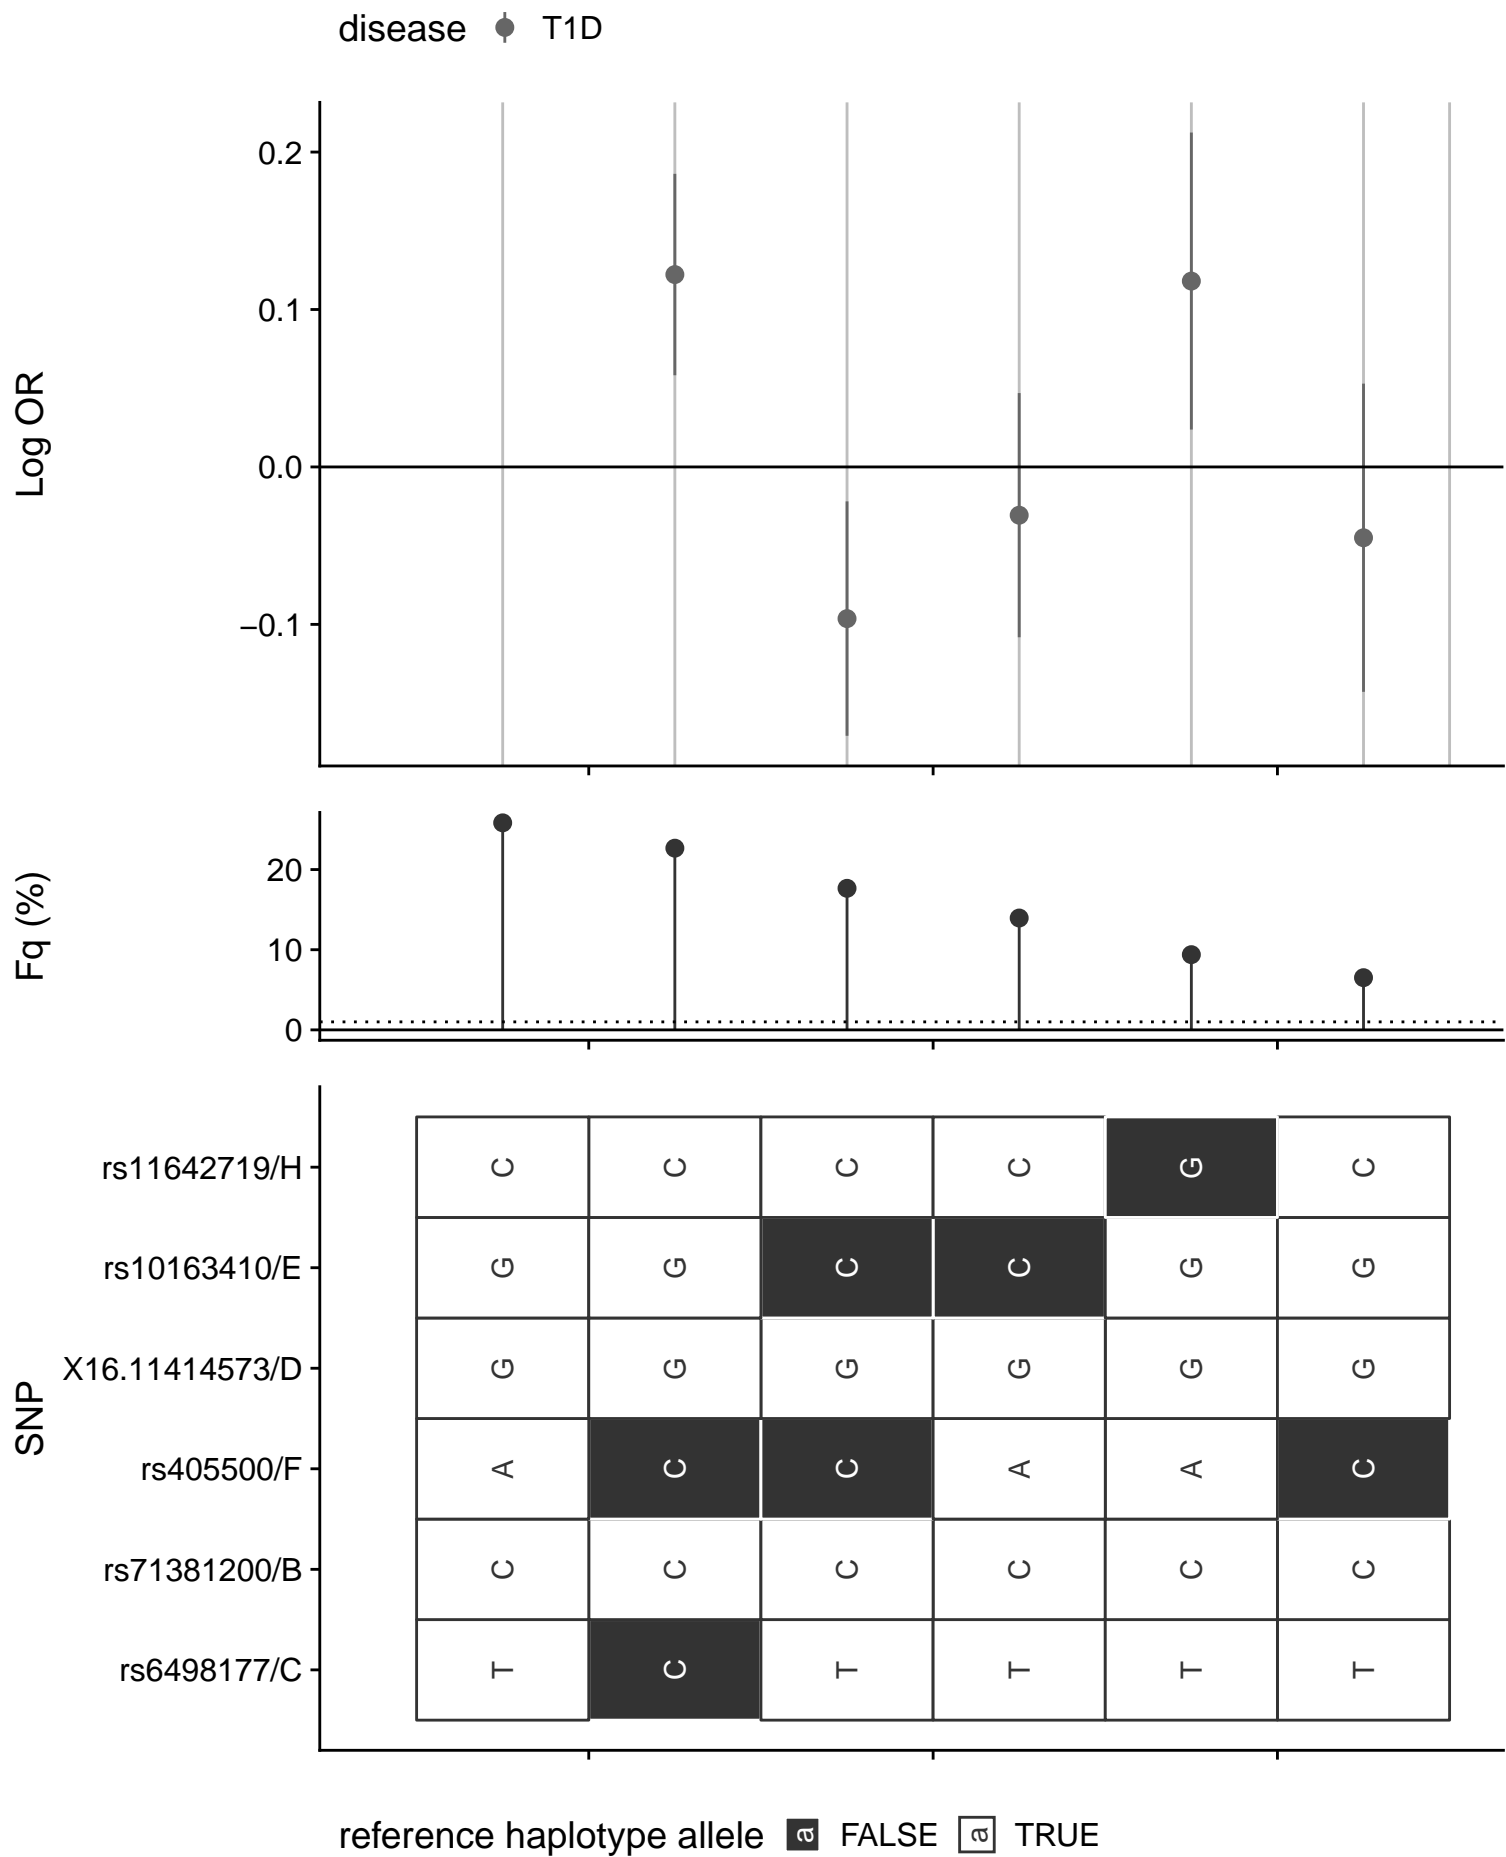 disease T1D
0.2
0.1
0.0
−0.1
Log OR
20
10
0
Fq (%)
SNP
rs11642719/H C C C C G C
rs10163410/E G G C C G G
X16.11414573/D G G G G G G
rs405500/F A C C A A C
rs71381200/B C C C C C C
rs6498177/C T C T T T T
reference haplotype allele a FALSE a TRUE